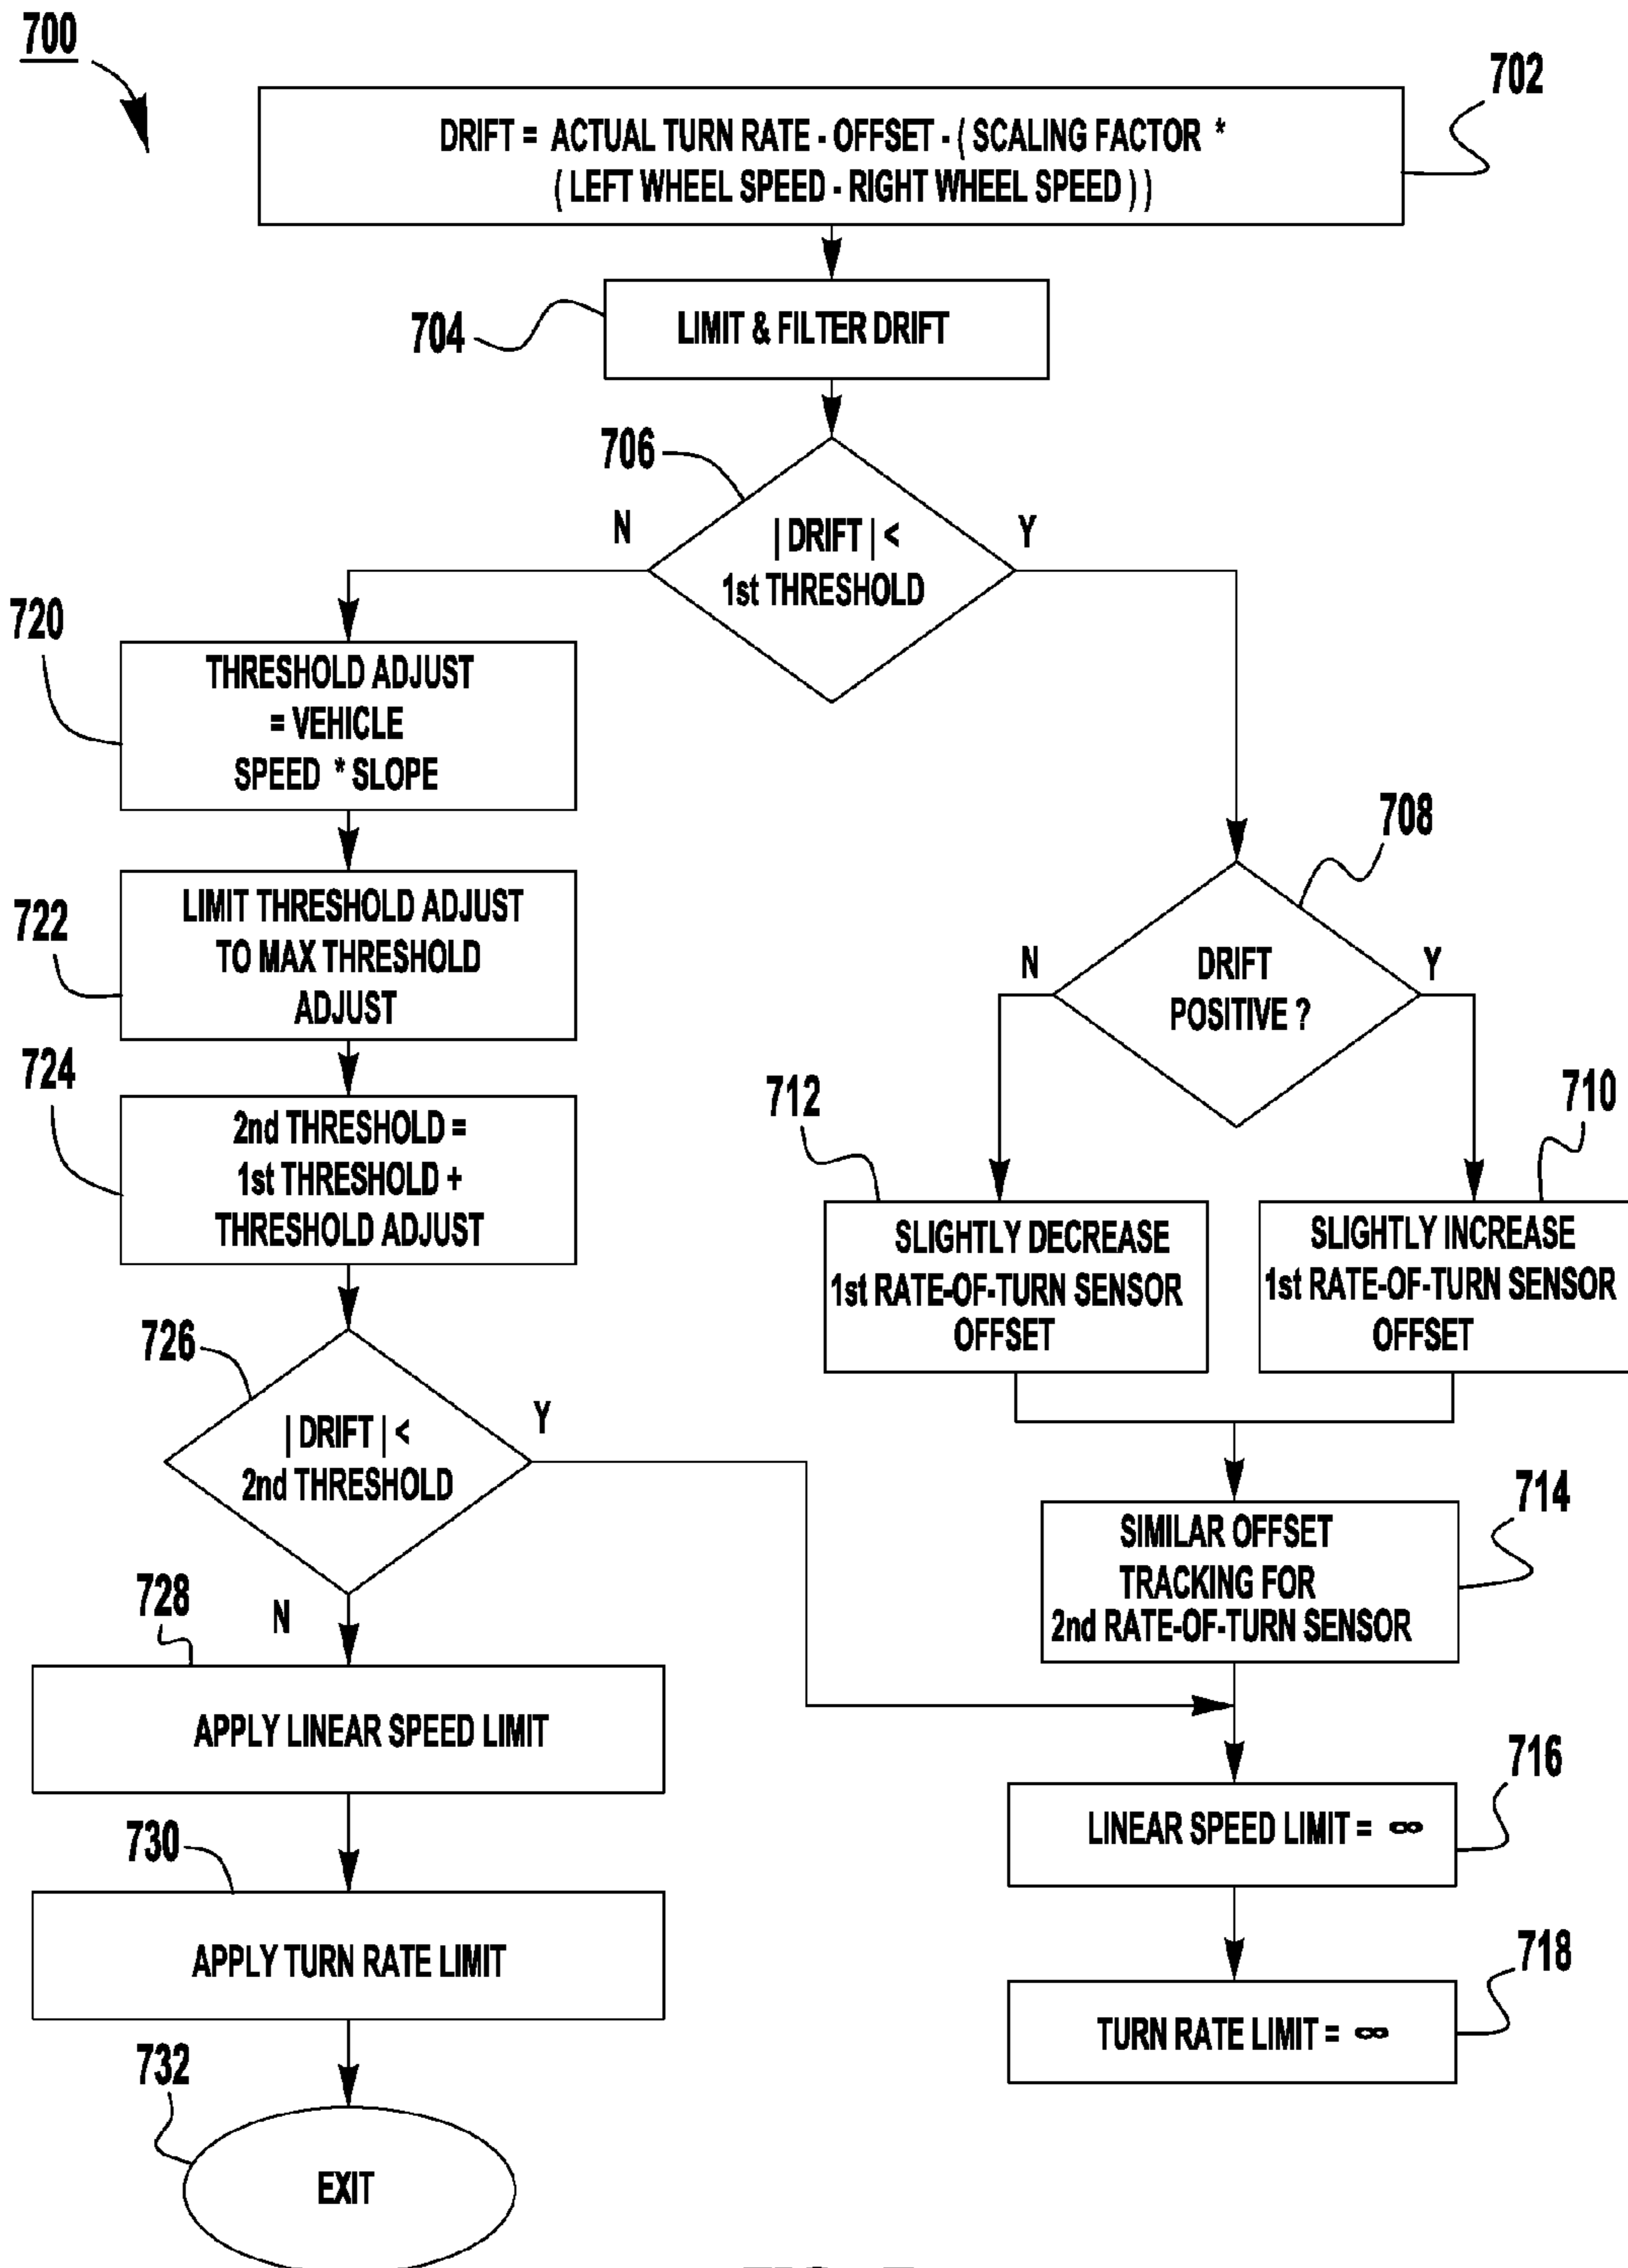 700
702
DRIFT = ACTUAL TURN RATE - OFFSET - ( SCALING FACTOR *
( LEFT WHEEL SPEED - RIGHT WHEEL SPEED ) )
704
LIMIT & FILTER DRIFT
706
N
Y
| DRIFT | <
1st THRESHOLD
720
THRESHOLD ADJUST
= VEHICLE
SPEED * SLOPE
708
722
LIMIT THRESHOLD ADJUST
TO MAX THRESHOLD
ADJUST
N
Y
DRIFT
POSITIVE ?
724
2nd THRESHOLD =
1st THRESHOLD +
THRESHOLD ADJUST
712
710
SLIGHTLY DECREASE
1st RATE-OF-TURN SENSOR
OFFSET
SLIGHTLY INCREASE
1st RATE-OF-TURN SENSOR
OFFSET
726
Y
| DRIFT | <
2nd THRESHOLD
714
SIMILAR OFFSET
TRACKING FOR
2nd RATE-OF-TURN SENSOR
728
N
APPLY LINEAR SPEED LIMIT
716
LINEAR SPEED LIMIT = ∞
730
APPLY TURN RATE LIMIT
718
TURN RATE LIMIT = ∞
732
EXIT